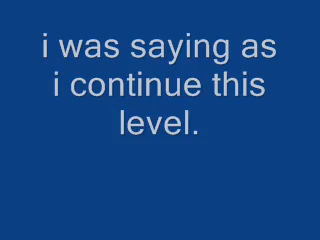 i was saying as
i continue this
level.